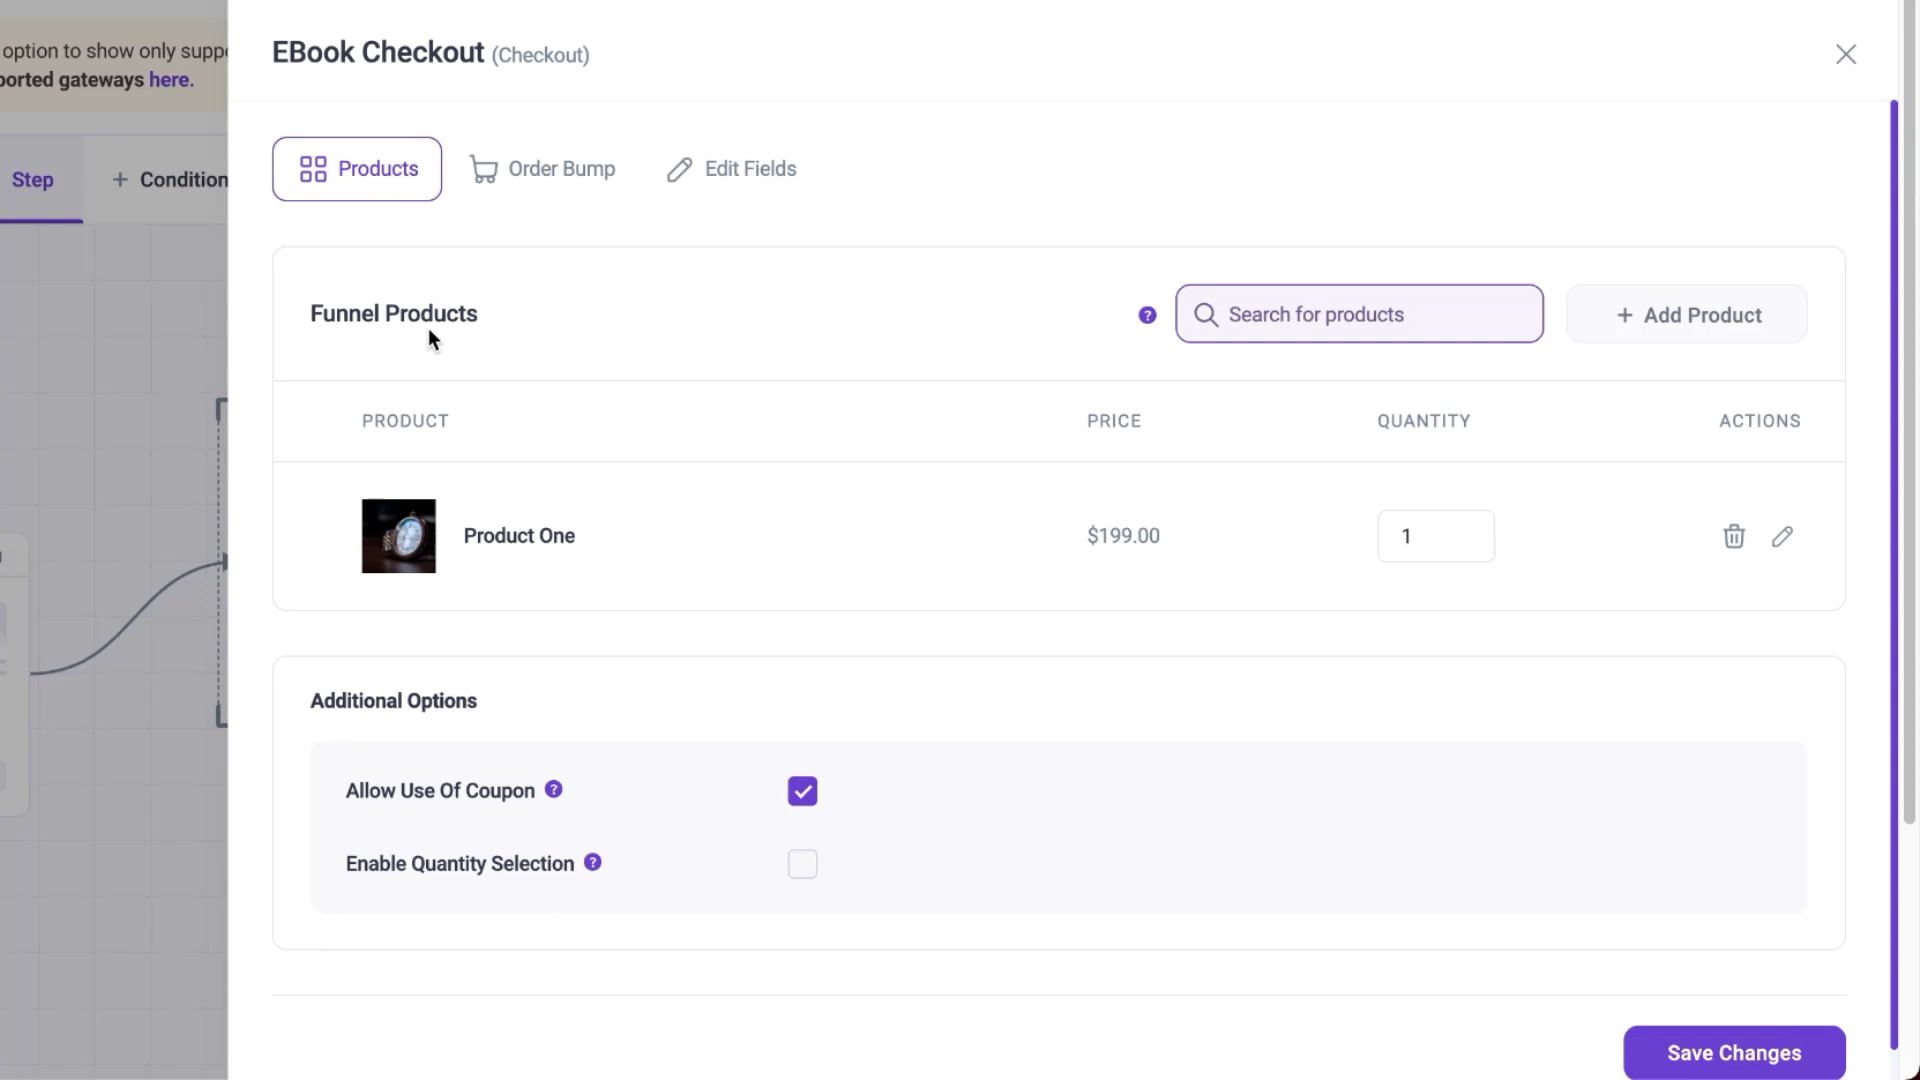 option to show only supp
ported gateways here.
Step
+ Condition
EBook Checkout (Checkout)
Products
Order Bump
Edit Fields
Funnel Products
?
Search for products
+ Add Product
PRODUCT
PRICE
QUANTITY
ACTIONS
Product One
$199.00
1
Additional Options
Allow Use Of Coupon ?
Enable Quantity Selection ?
Save Changes